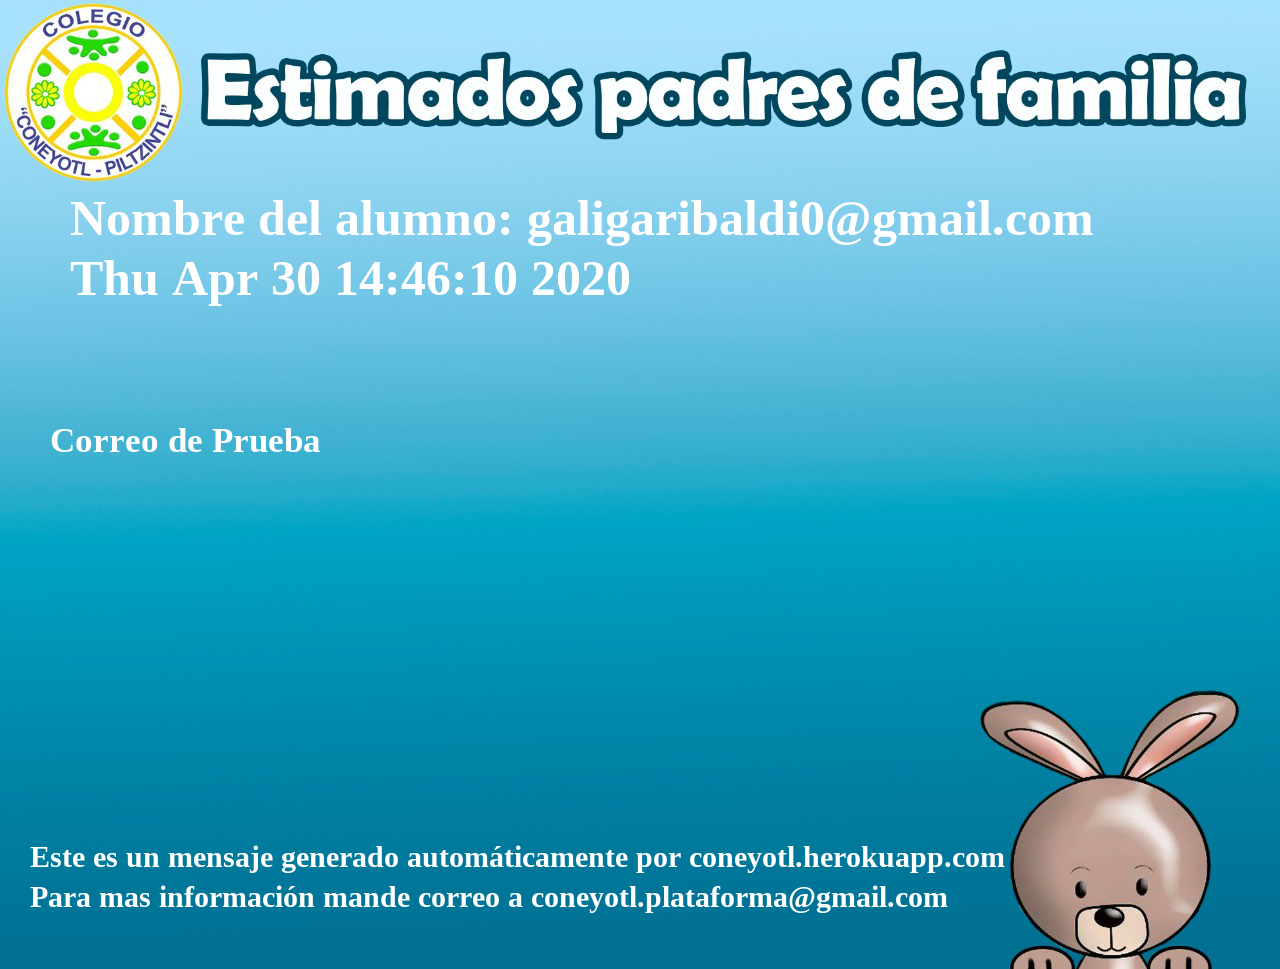 COLEGIO
"CONEYOTL - PILTZINTLI"
Estimados padres de familia
Nombre del alumno: galigaribaldi0@gmail.com
Thu Apr 30 14:46:10 2020
Correo de Prueba
Este es un mensaje generado automáticamente por coneyotl.herokuapp.com
Para mas información mande correo a coneyotl.plataforma@gmail.com